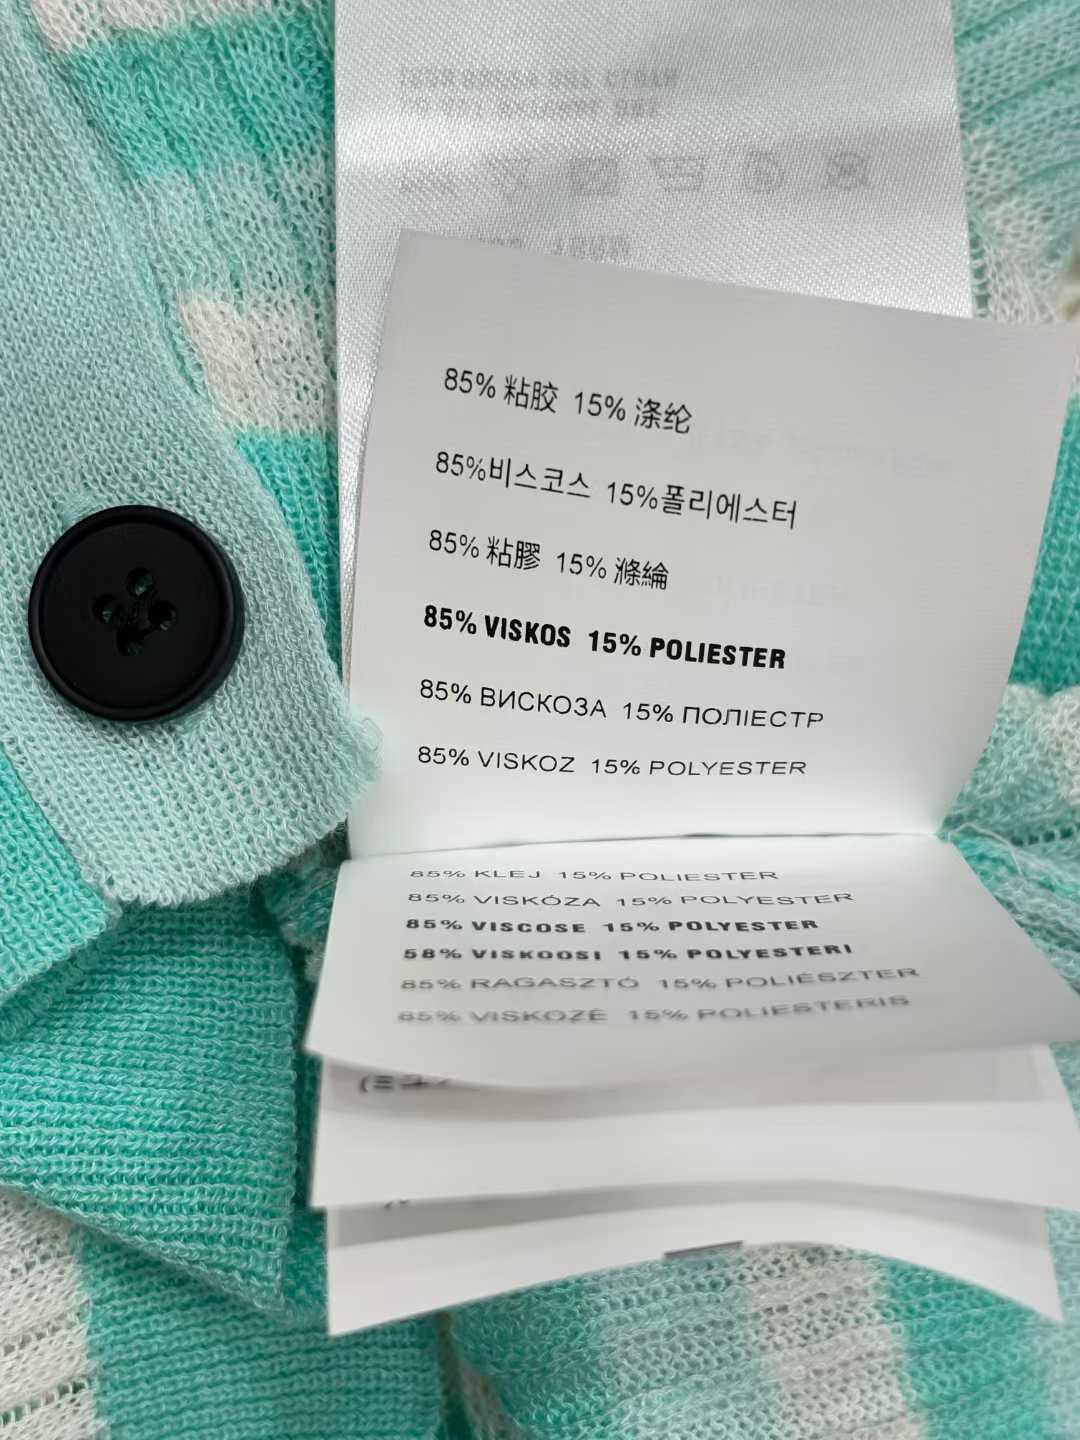 85% 粘胶 15% 涤纶
85%비스코스 15%폴리에스터
85% 粘膠 15% 滌綸
85% VISKOS 15% POLIESTER
85% ВИСКОЗА 15% ПОЛІЕСТР
85% VISKOZ 15% POLYESTER
85% KLEJ 15% POLIESTER
85% VISKÓZA 15% POLYESTER
85% VISCOSE 15% POLYESTER
58% VISKOOSI 15% POLYESTERI
85% RAGASZTÓ 15% POLIÉSZTER
85% VISKOZĖ 15% POLIESTERIS